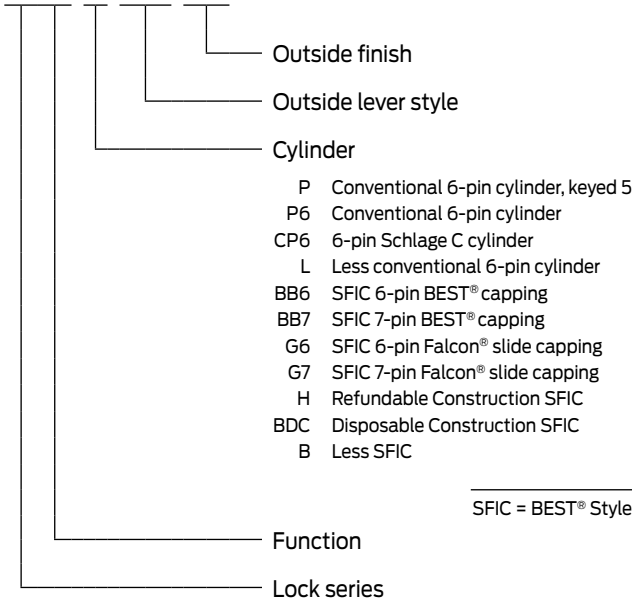 Outside finish
Outside lever style
Cylinder
P Conventional 6-pin cylinder, keyed 5
P6 Conventional 6-pin cylinder
CP6 6-pin Schlage C cylinder
L Less conventional 6-pin cylinder
BB6 SFIC 6-pin BEST® capping
BB7 SFIC 7-pin BEST® capping
G6 SFIC 6-pin Falcon® slide capping
G7 SFIC 7-pin Falcon® slide capping
H Refundable Construction SFIC
BDC Disposable Construction SFIC
B Less SFIC
SFIC = BEST® Style
Function
Lock series